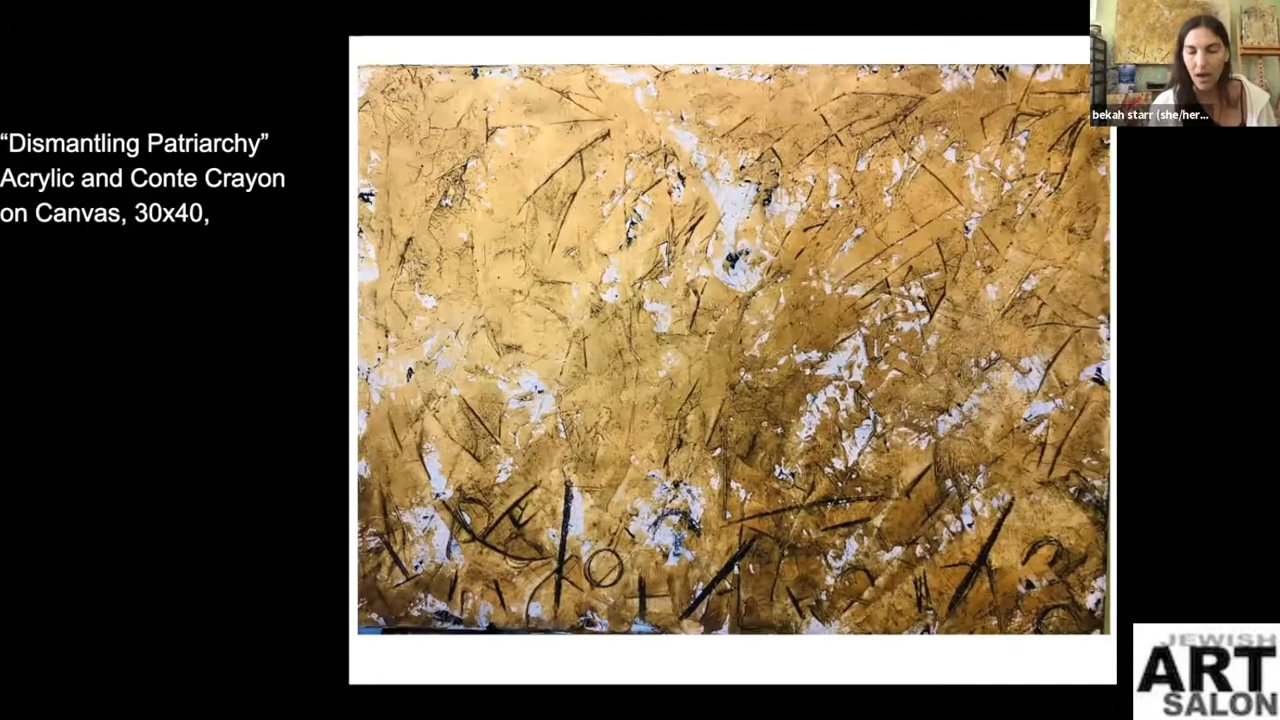 “Dismantling Patriarchy”
Acrylic and Conte Crayon
on Canvas, 30x40,
bekah starr (she/her...
JEWISH
ART
SALON